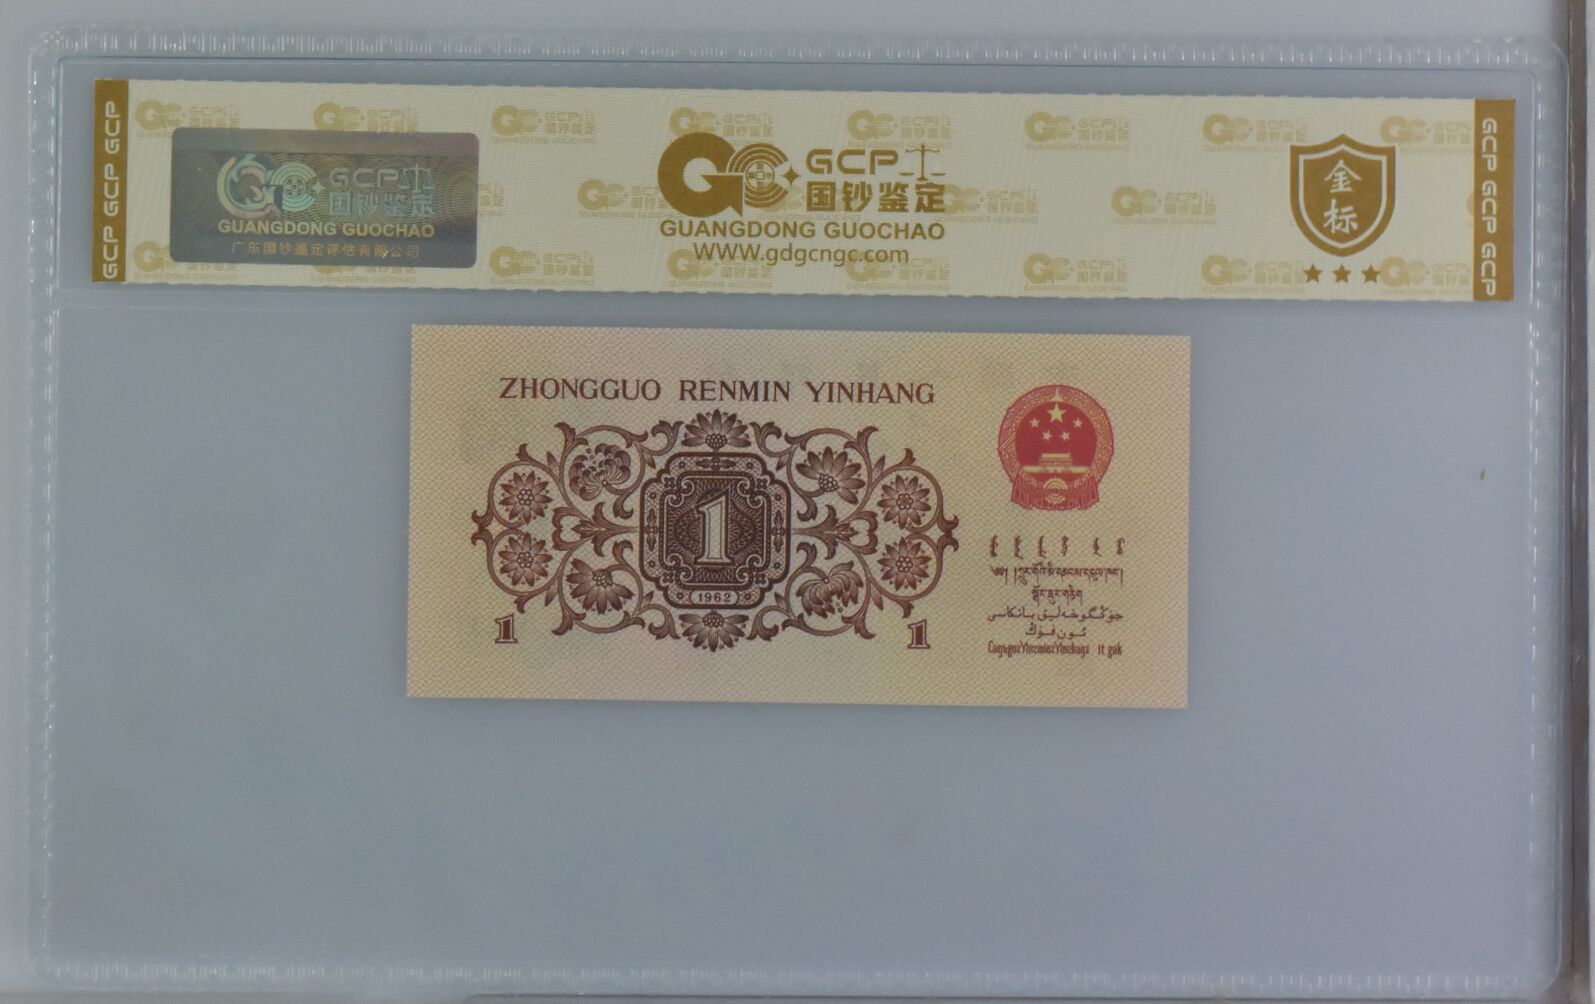 GCP GCP GCP
GCP 国钞鉴定
GUANGDONG GUOCHAO
广东国钞鉴定评估有限公司
GCP
国钞鉴定
GUANGDONG GUOCHAO
WWW.gdgcngc.com
金标
GCP GCP GCP
ZHONGGUO RENMIN YINHANG
1
1962
1
1